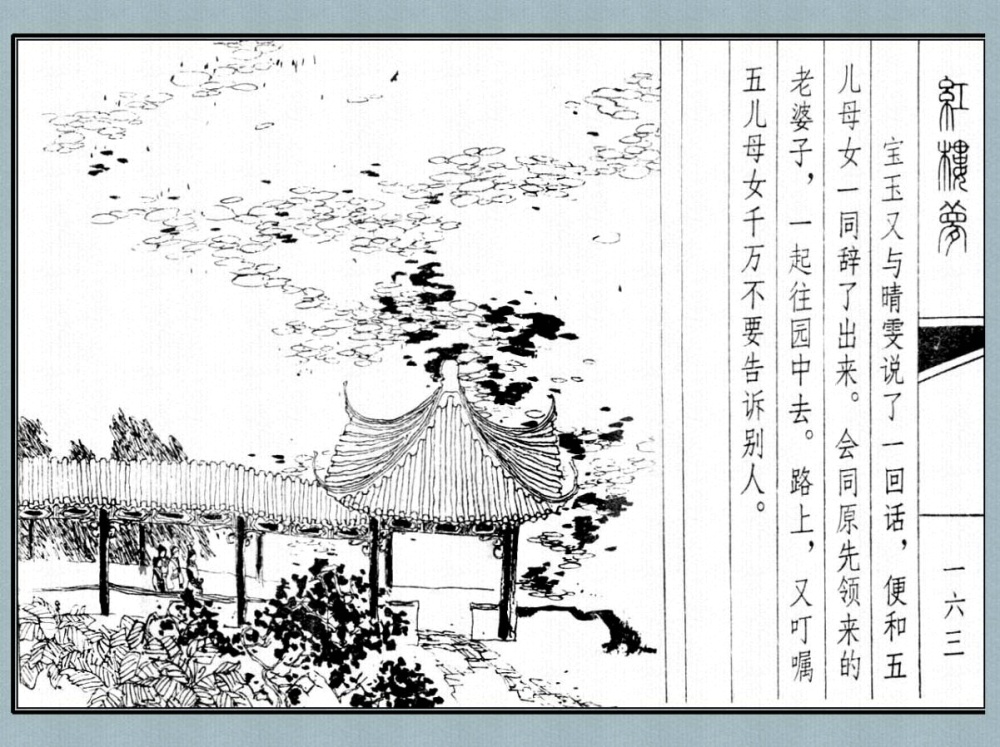 紅樓夢
一六三
宝玉又与晴雯说了一回话，便和五
儿母女一同辞了出来。会同原先领来的
老婆子，一起往园中去。路上，又叮嘱
五儿母女千万不要告诉别人。